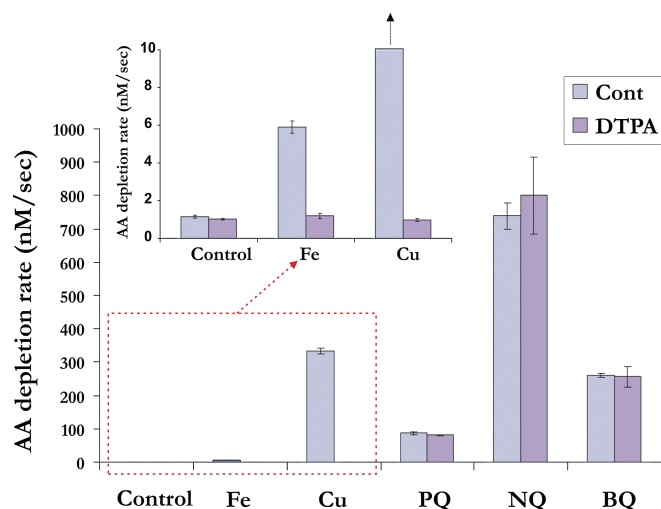 AA depletion rate (nM/sec)
10
8
6
4
2
0
Control Fe Cu
Cont
DTPA
AA depletion rate (nM/sec)
1000
900
800
700
600
500
400
300
200
100
0
Control Fe Cu PQ NQ BQ